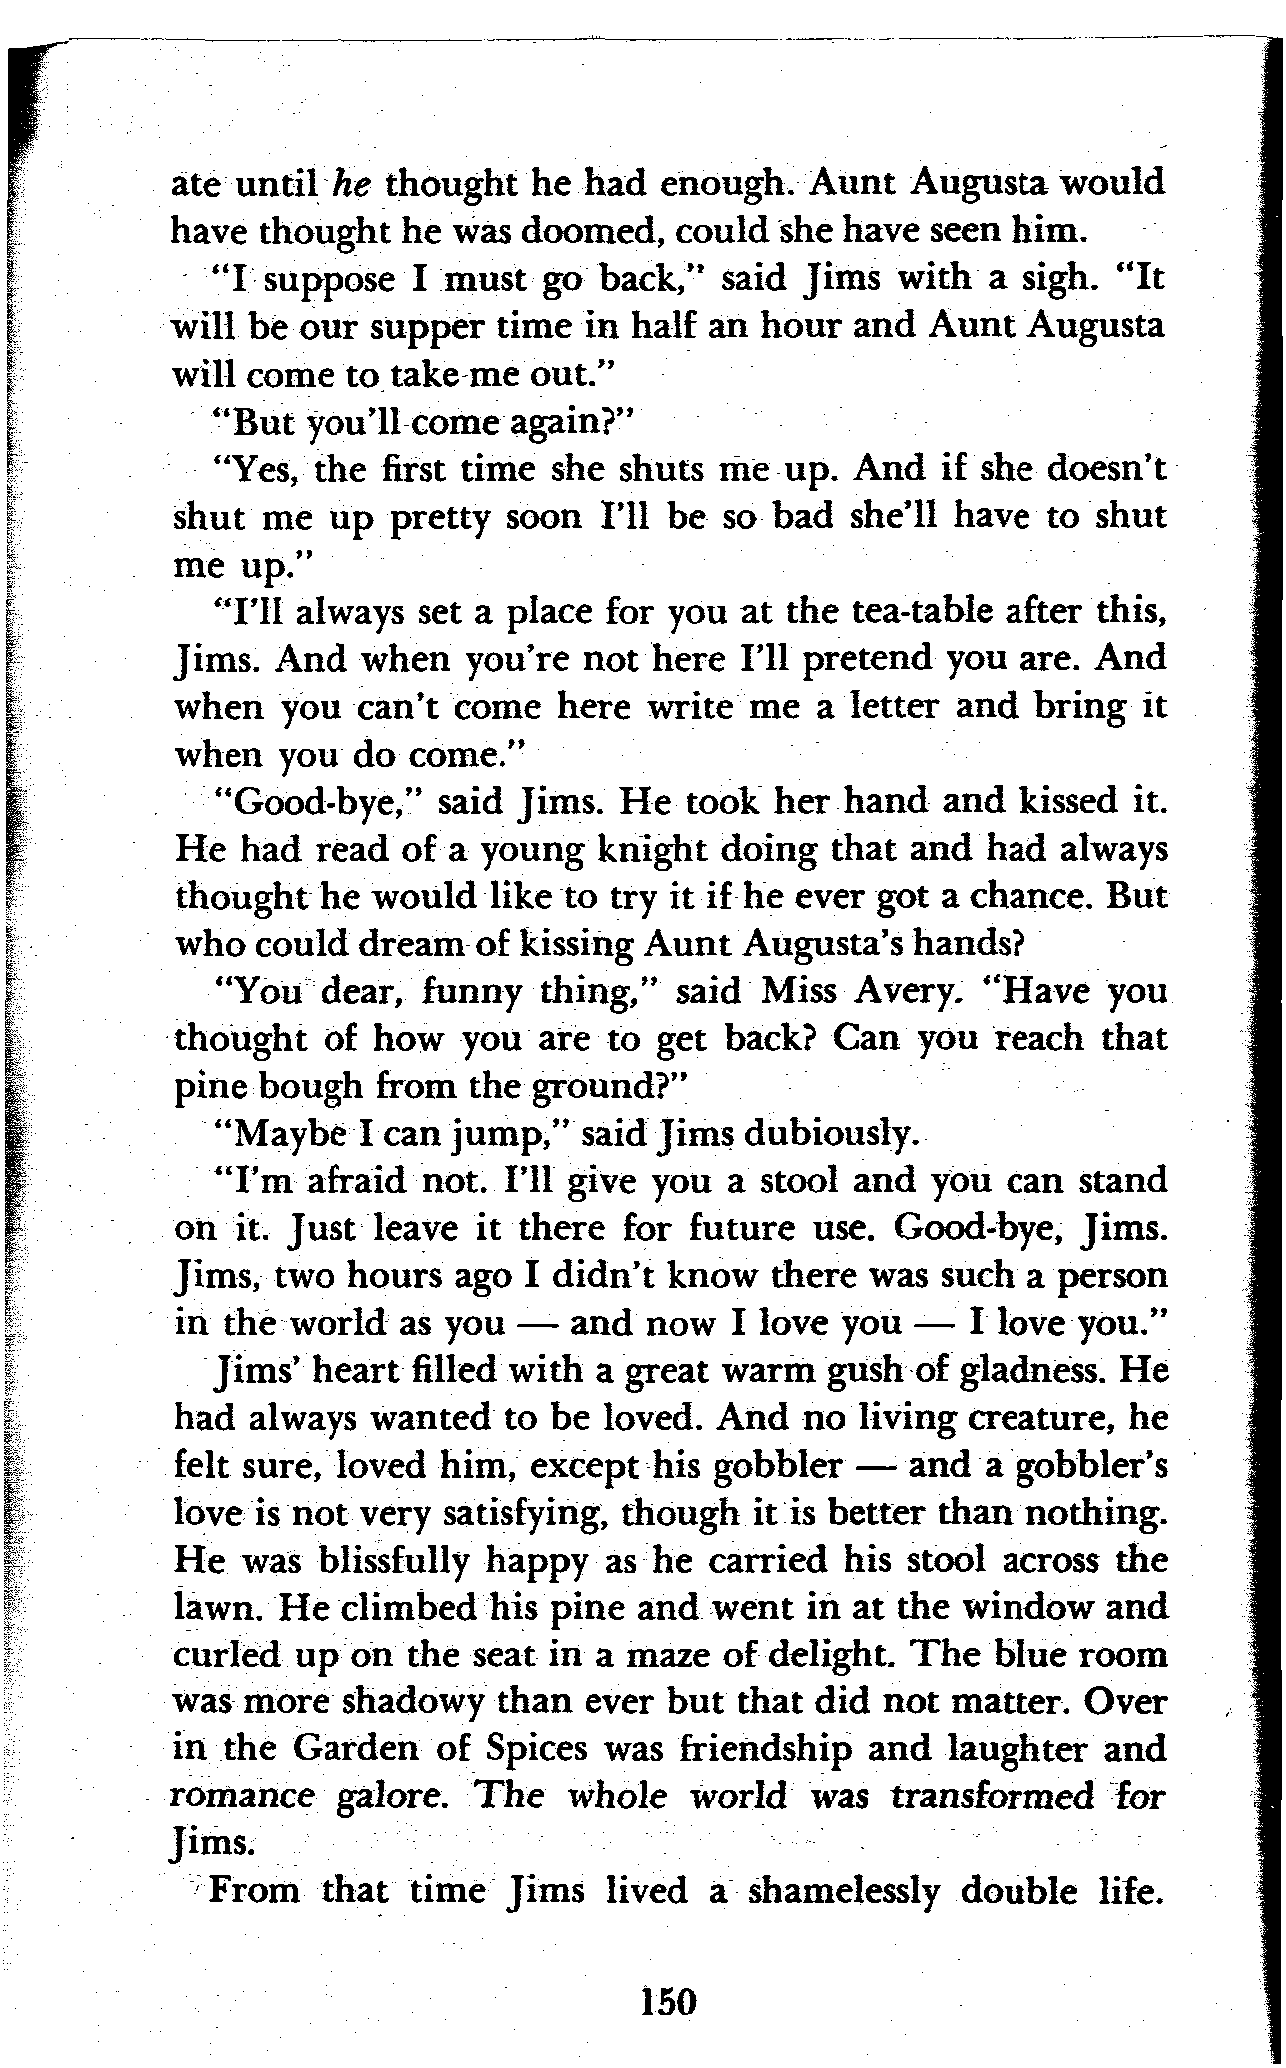 ate until he thought he had enough. Aunt Augusta would
have thought he was doomed, could she have seen him.
“I suppose I must go back,” said Jims with a sigh. “It
will be our supper time in half an hour and Aunt Augusta
will come to take me out.”
“But you’ll come again?”
“Yes, the first time she shuts me up. And if she doesn’t
shut me up pretty soon I’ll be so bad she’ll have to shut
me up.”
“I’ll always set a place for you at the tea-table after this,
Jims. And when you’re not here I’ll pretend you are. And
when you can’t come here write me a letter and bring it
when you do come.”
“Good-bye,” said Jims. He took her hand and kissed it.
He had read of a young knight doing that and had always
thought he would like to try it if he ever got a chance. But
who could dream of kissing Aunt Augusta’s hands?
“You dear, funny thing,” said Miss Avery. “Have you
thought of how you are to get back? Can you reach that
pine bough from the ground?”
“Maybe I can jump,” said Jims dubiously.
“I’m afraid not. I’ll give you a stool and you can stand
on it. Just leave it there for future use. Good-bye, Jims.
Jims, two hours ago I didn’t know there was such a person
in the world as you — and now I love you — I love you.”
Jims’ heart filled with a great warm gush of gladness. He
had always wanted to be loved. And no living creature, he
felt sure, loved him, except his gobbler — and a gobbler’s
love is not very satisfying, though it is better than nothing.
He was blissfully happy as he carried his stool across the
lawn. He climbed his pine and went in at the window and
curled up on the seat in a maze of delight. The blue room
was more shadowy than ever but that did not matter. Over
in the Garden of Spices was friendship and laughter and
romance galore. The whole world was transformed for
Jims.
From that time Jims lived a shamelessly double life.
150